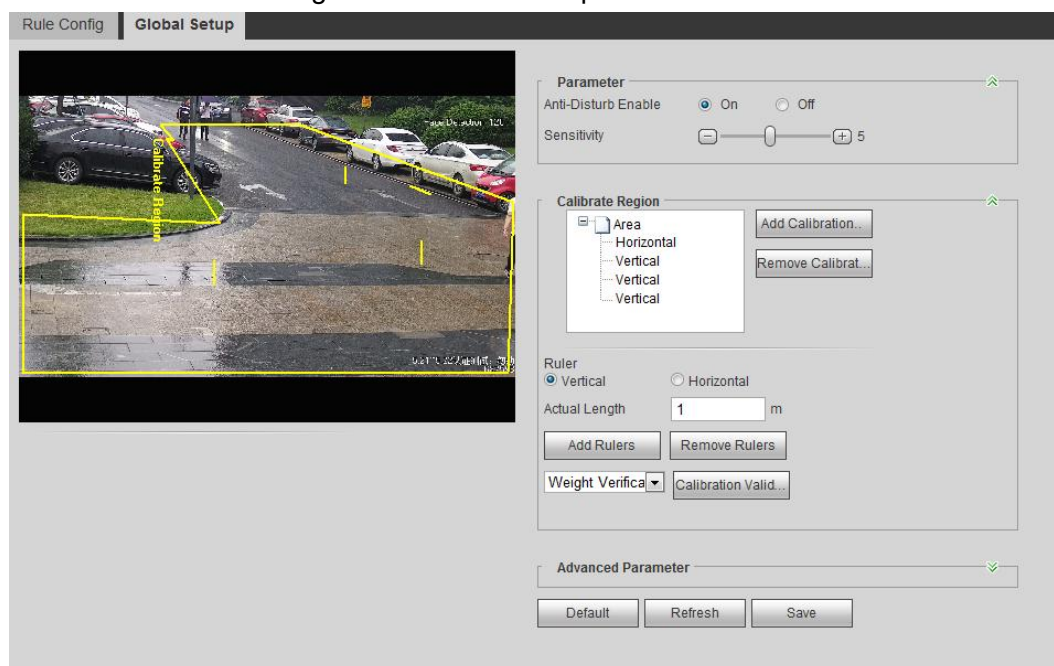 Rule Config Global Setup
Parameter
Anti-Disturb Enable On Off
Sensitivity 5
Calibrate Region
Calibrate Region
Area
Horizontal
Vertical
Vertical
Vertical
Add Calibration..
Remove Calibrat...
Ruler
Vertical Horizontal
Actual Length 1 m
Add Rulers Remove Rulers
Weight Verifica Calibration Valid...
Advanced Parameter
Default Refresh Save